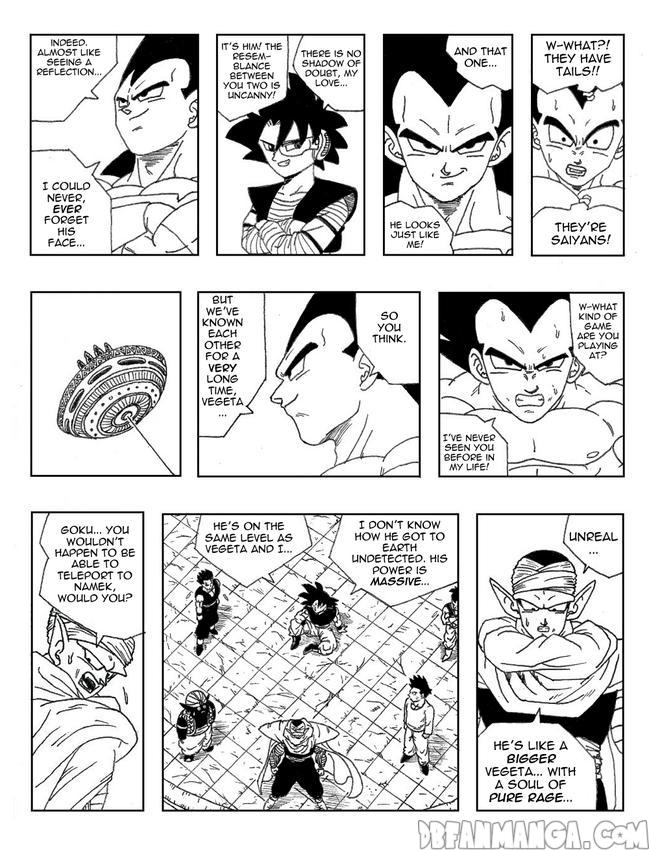 W-WHAT?!
THEY HAVE
TAILS!!
THEY'RE
SAIYANS!
AND THAT
ONE...
HE LOOKS
JUST LIKE
ME!
THERE IS NO
SHADOW OF
DOUBT, MY
LOVE...
IT'S HIM! THE
RESEM-
BLANCE
BETWEEN
YOU TWO IS
UNCANNY!
INDEED.
ALMOST LIKE
SEEING A
REFLECTION...
I COULD
NEVER,
EVER
FORGET
HIS
FACE...
W-WHAT
KIND OF
GAME ARE
YOU
PLAYING
AT?
I'VE NEVER
SEEN YOU
BEFORE IN
MY LIFE!
SO
YOU
THINK.
BUT
WE'VE
KNOWN
EACH
OTHER
FOR A
VERY
LONG
TIME,
VEGETA
...
UNREAL
...
HE'S LIKE A
BIGGER
VEGETA... WITH
A SOUL OF
PURE RAGE...
I DON'T KNOW
HOW HE GOT TO
EARTH
UNDETECTED. HIS
POWER IS
MASSIVE...
HE'S ON THE
SAME LEVEL AS
VEGETA AND I...
GOKU... YOU
WOULDN'T
HAPPEN TO BE
ABLE TO
TELEPORT TO
NAMEK,
WOULD YOU?
DBFANMANGA.COM